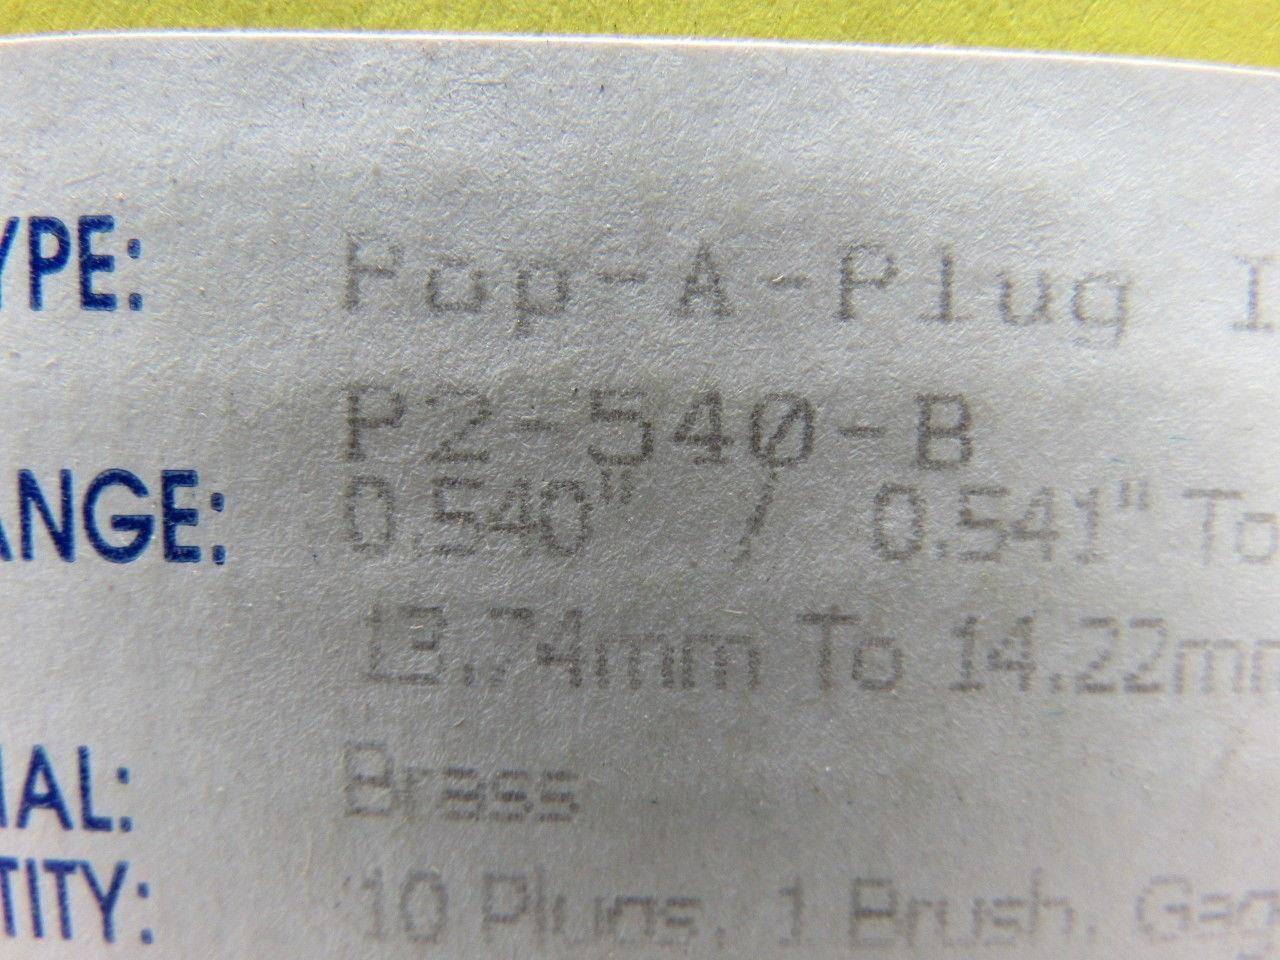 YPE: Pop-A-Plug I
P2-540-B
ANGE: 0.540" / 0.541" To
13.74mm To 14.22mm
IAL: Brass
TITY: 10 Plugs, 1 Brush, Gag